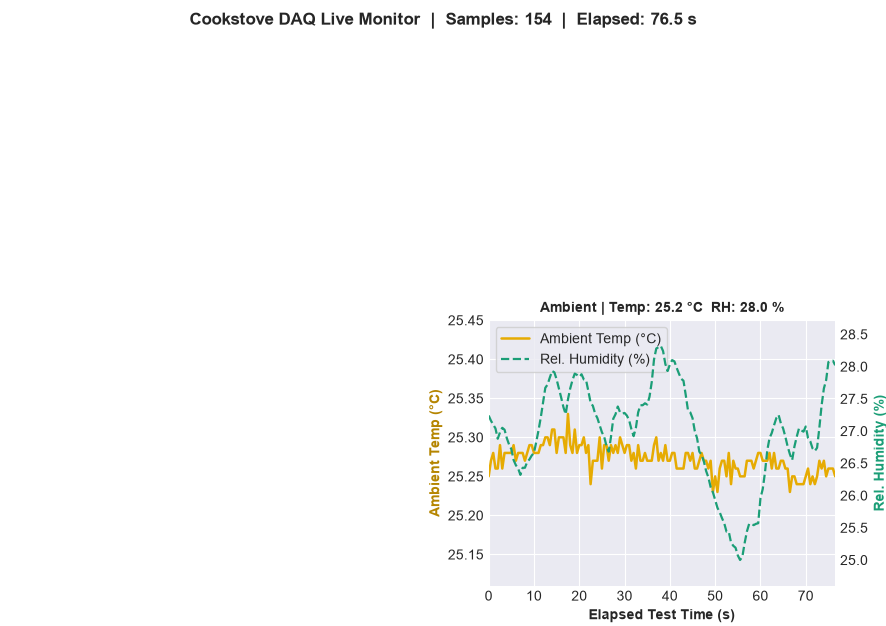 Cookstove DAQ Live Monitor | Samples: 154 | Elapsed: 76.5 s
Ambient | Temp: 25.2 °C RH: 28.0 %
Ambient Temp (°C)
Rel. Humidity (%)
Ambient Temp (°C)
25.45
25.40
25.35
25.30
25.25
25.20
25.15
28.5
28.0
27.5
27.0
26.5
26.0
25.5
25.0
Rel. Humidity (%)
0 10 20 30 40 50 60 70
Elapsed Test Time (s)